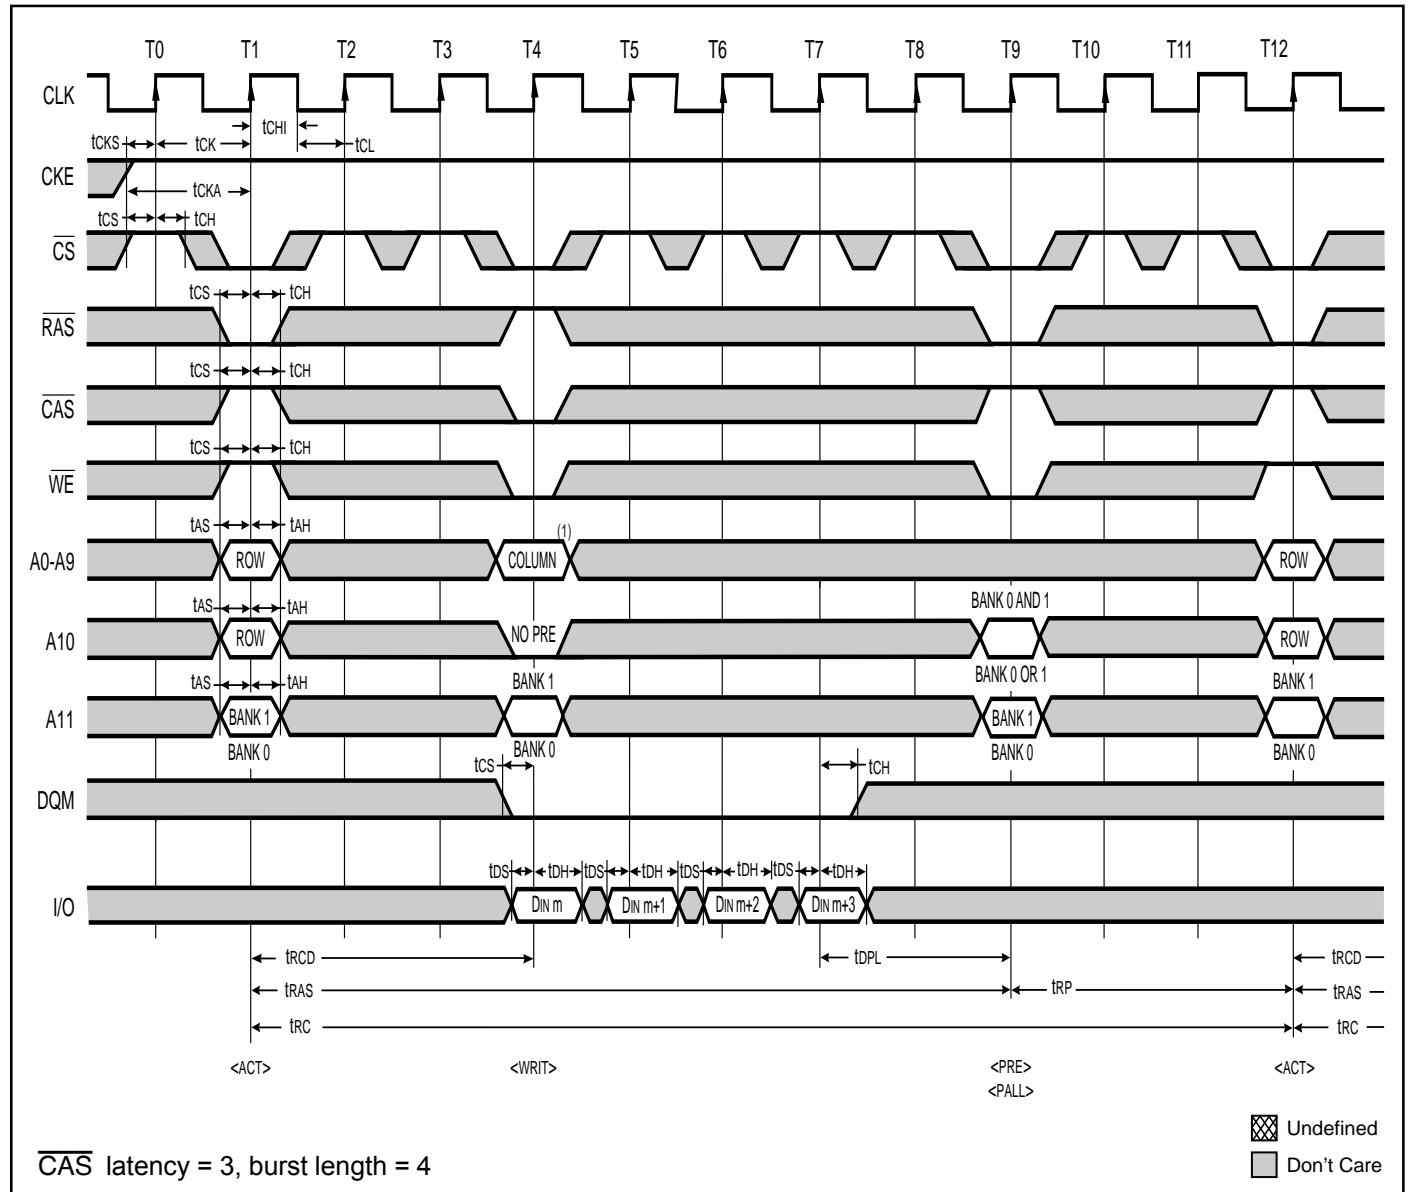 T0 T1 T2 T3 T4 T5 T6 T7 T8 T9 T10 T11 T12
CLK
tCHI
tCKS tCK tCL
CKE
tCKA
tCS tCH
CS
tCS tCH
RAS
tCS tCH
CAS
tCS tCH
WE
tAS tAH (1)
A0-A9 ROW COLUMN ROW
tAS tAH BANK 0 AND 1
A10 ROW NO PRE ROW
tAS tAH BANK 1 BANK 0 OR 1 BANK 1
A11 BANK 1 BANK 1
BANK 0 BANK 0 BANK 0 BANK 0
tCS tCH
DQM
tDS tDH tDS tDH tDS tDH tDS tDH
I/O DIN m DIN m+1 DIN m+2 DIN m+3
tRCD tDPL tRCD
tRAS tRP tRAS
tRC tRC
<ACT> <WRIT> <PRE> <ACT>
<PALL>
Undefined
CAS latency = 3, burst length = 4
Don't Care